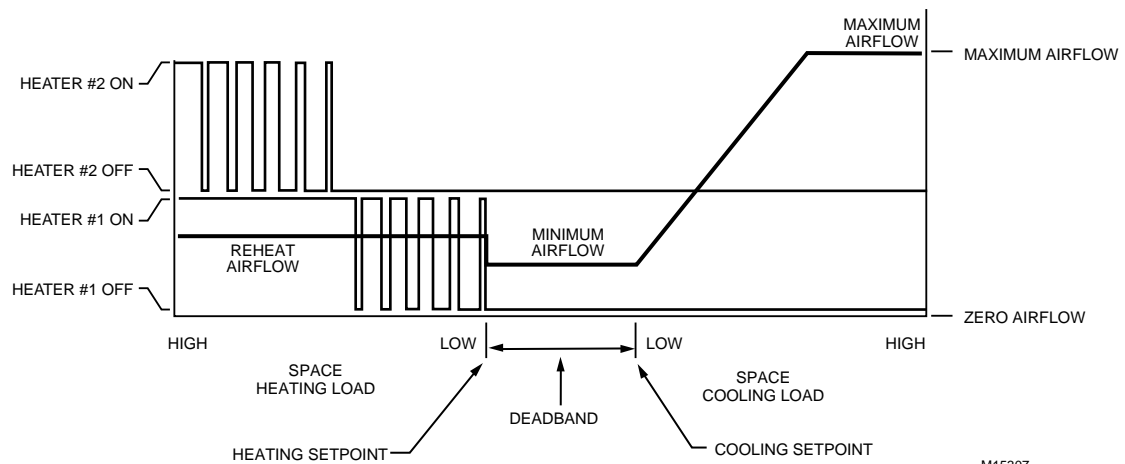 MAXIMUM
AIRFLOW
MAXIMUM AIRFLOW
HEATER #2 ON
HEATER #2 OFF
HEATER #1 ON
REHEAT
AIRFLOW
MINIMUM
AIRFLOW
HEATER #1 OFF
ZERO AIRFLOW
HIGH
LOW
LOW
HIGH
SPACE
HEATING LOAD
SPACE
COOLING LOAD
DEADBAND
HEATING SETPOINT
COOLING SETPOINT